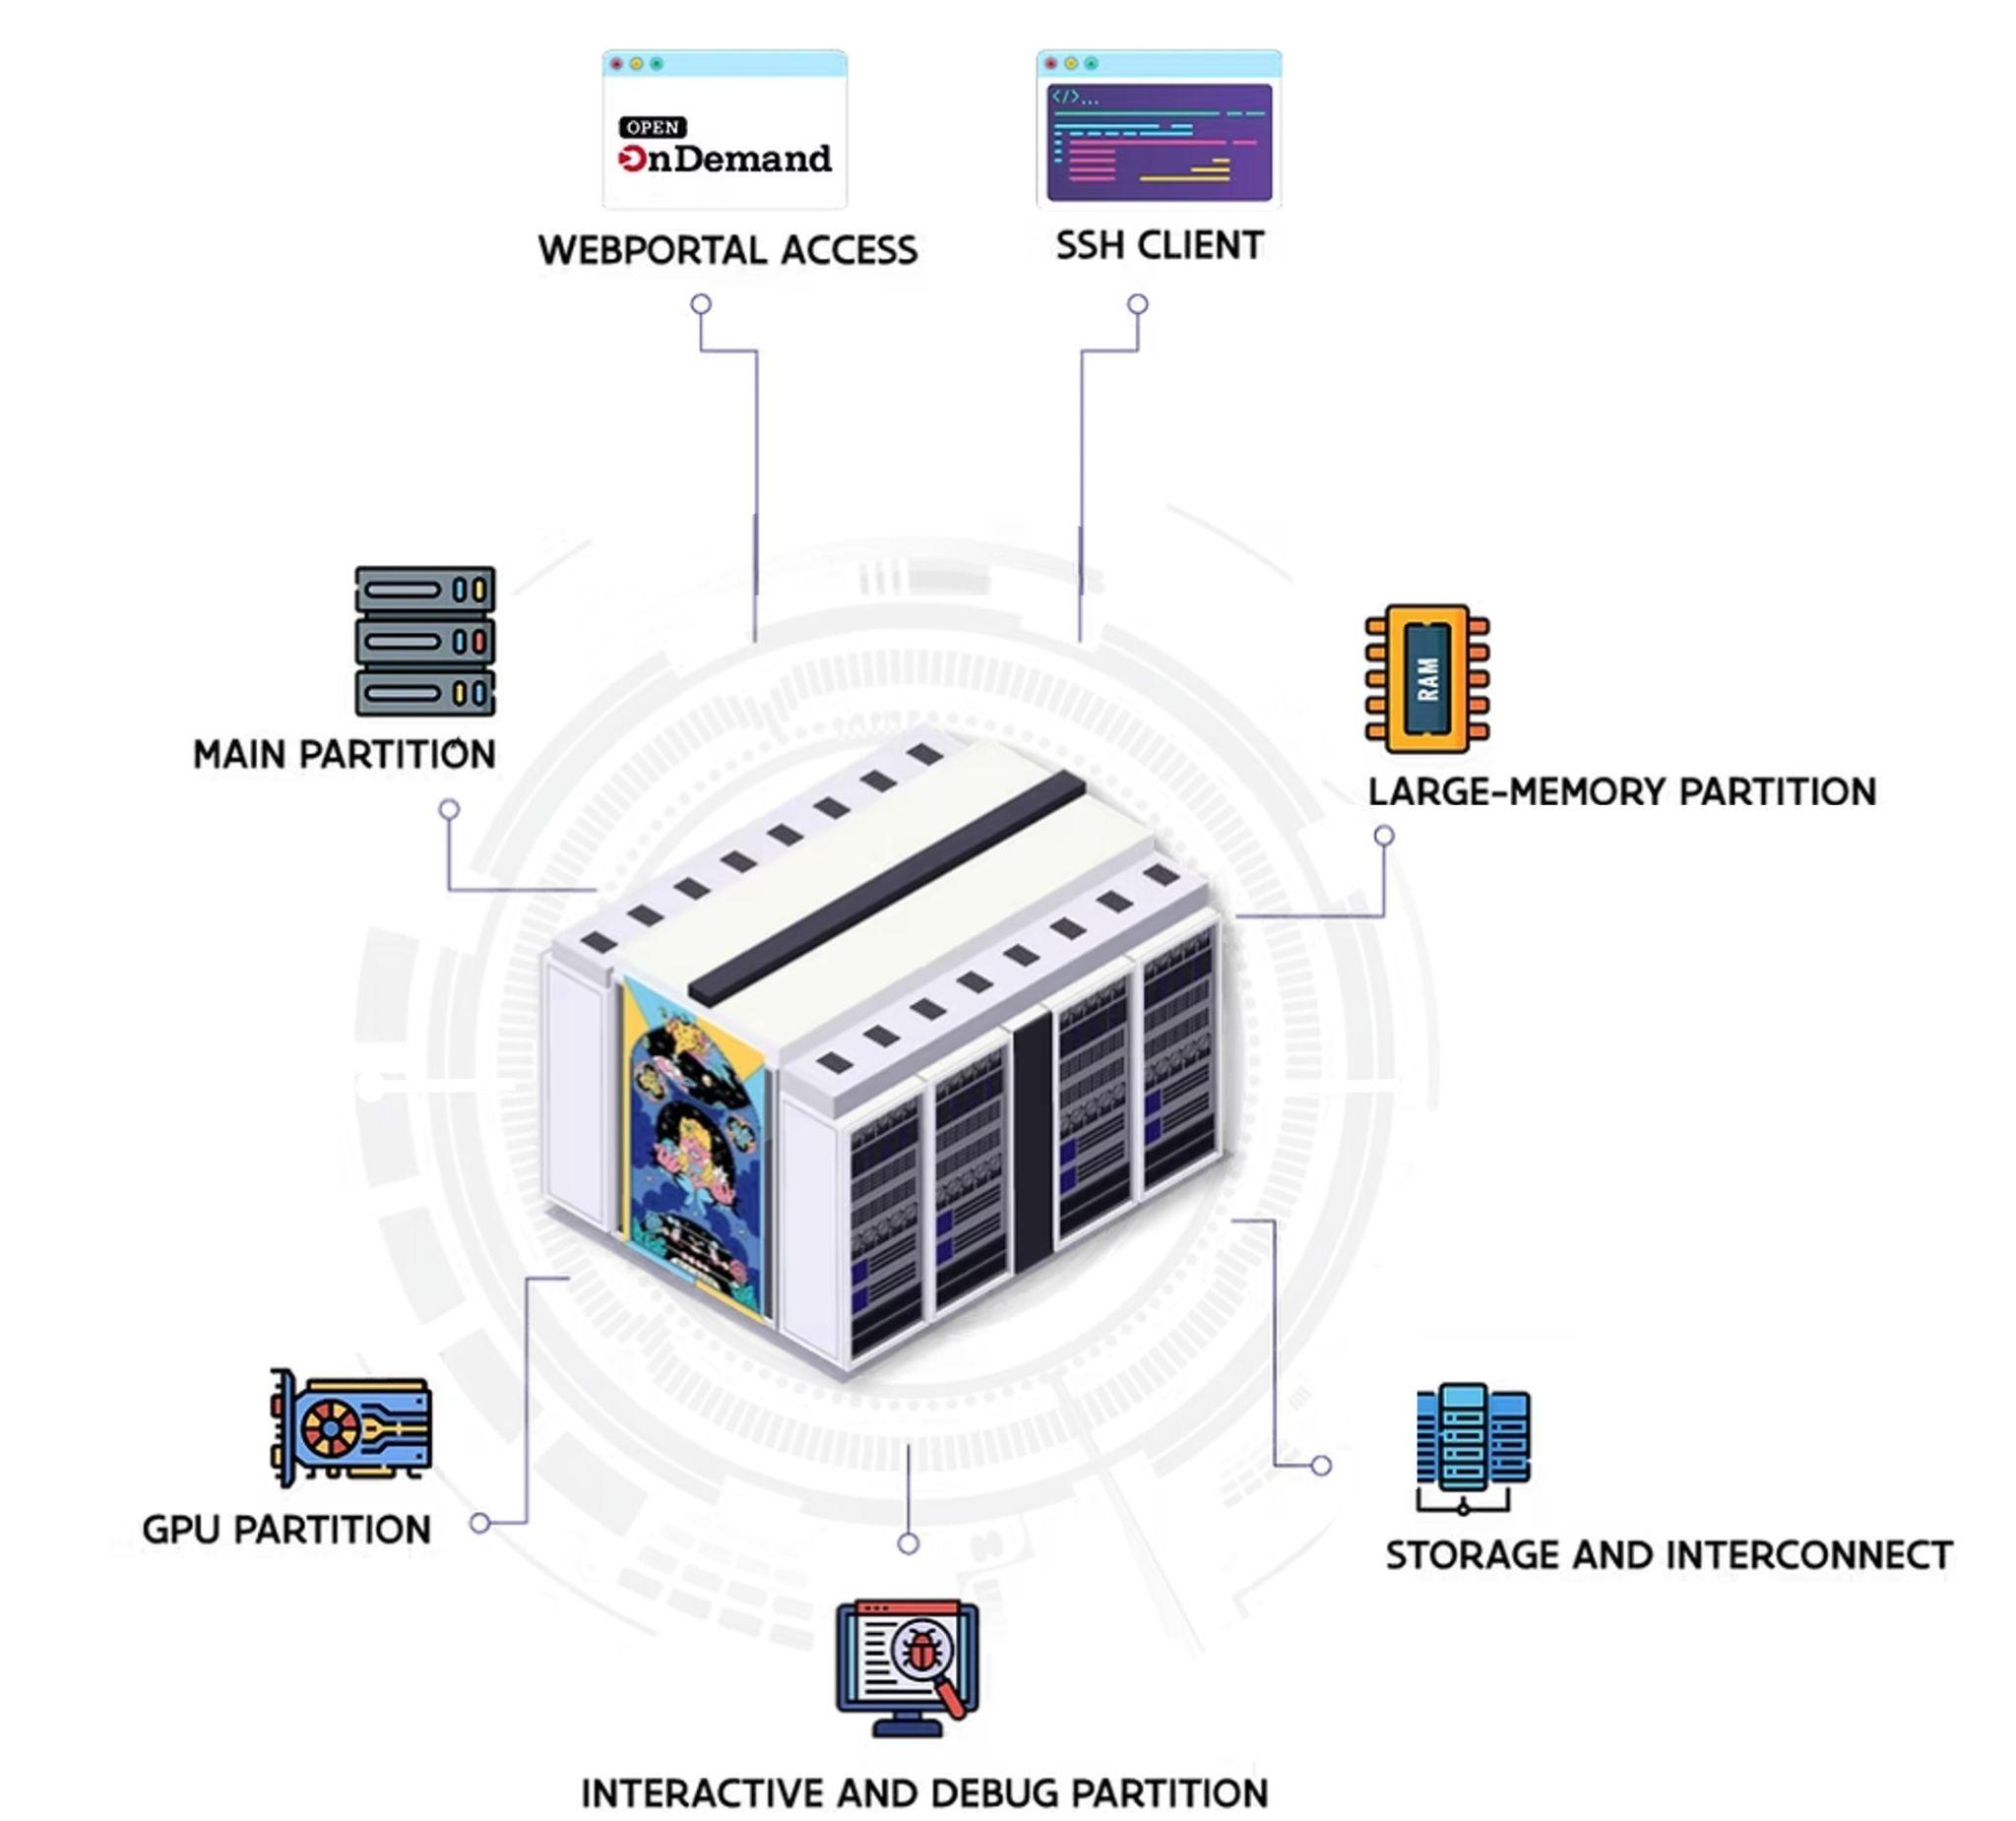 OPEN
OnDemand
</>...
WEBPORTAL ACCESS
SSH CLIENT
MAIN PARTITION
RAM
LARGE-MEMORY PARTITION
GPU PARTITION
STORAGE AND INTERCONNECT
INTERACTIVE AND DEBUG PARTITION